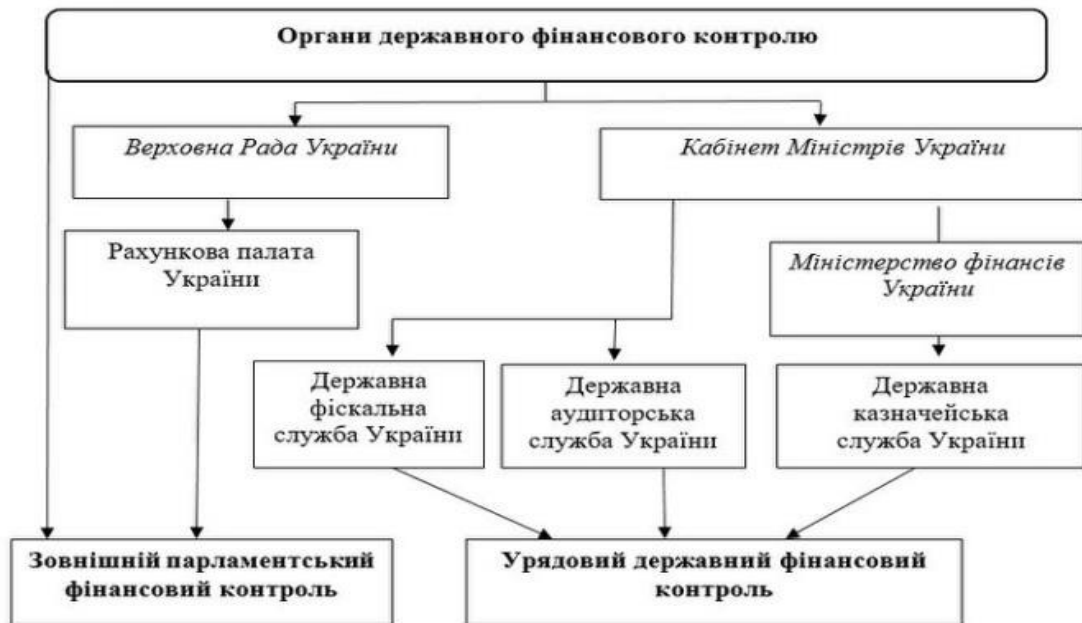 Органи державного фінансового контролю
Верховна Рада України
Кабінет Міністрів України
Рахункова палата
України
Міністерство фінансів
України
Державна
фіскальна
служба України
Державна
аудиторська
служба України
Державна
казначейська
служба України
Зовнішній парламентський
фінансовий контроль
Урядовий державний фінансовий
контроль